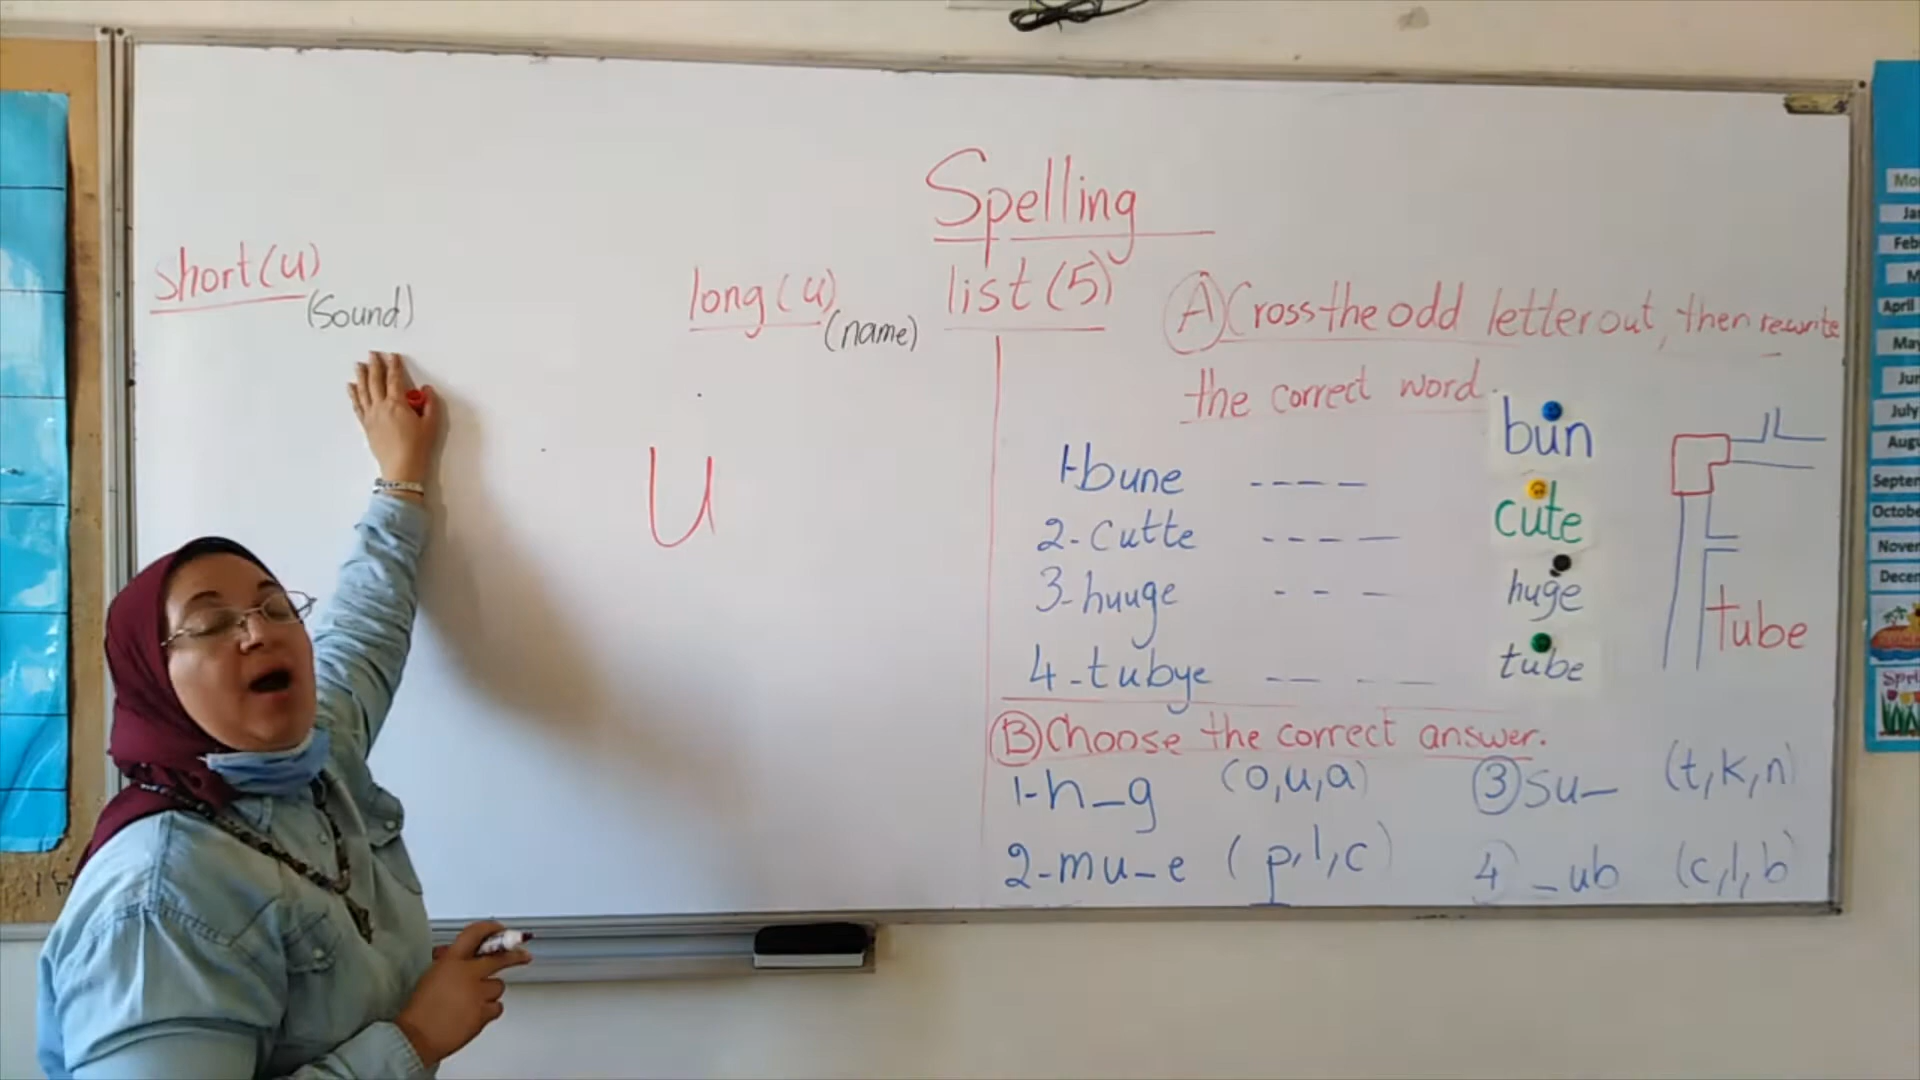 Spelling
list (5)
short (u)
(Sound)
long (u)
(name)
u
A Cross the odd letter out, then rewrite
the correct word.
1- bune ----
2- cutte ----
3- huuge ---
4- tubye -- - --
bun
cute
huge
tube
tube
B Choose the correct answer.
1- h_g (o,u,a)
2- mu_e (p,l,c)
3 su_ (t,k,n)
4) _ub (c,l,b)
April
July